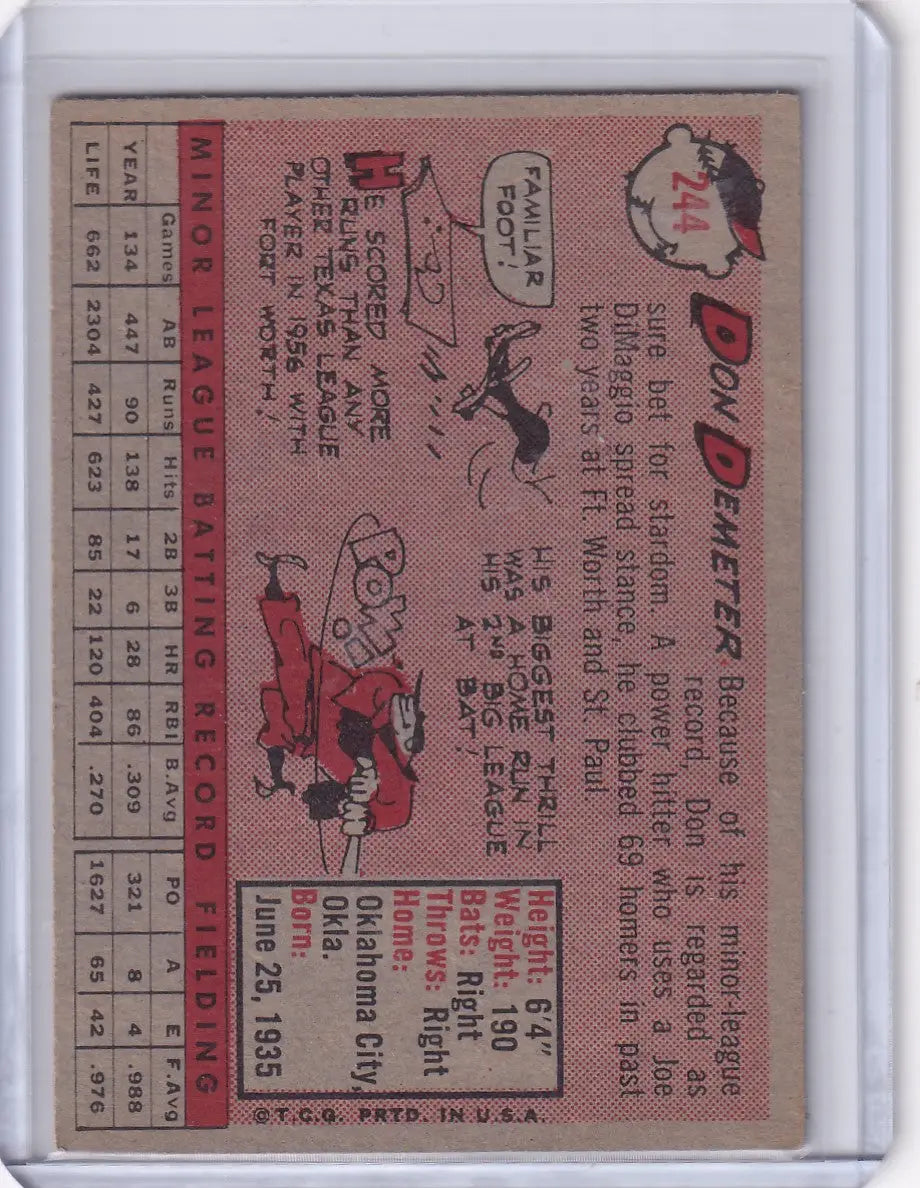 244
DON DEMETER Because of his minor-league
record, Don is regarded as
sure bet for stardom. A power hitter who uses a Joe
DiMaggio spread stance, he clubbed 69 homers in past
two years at Ft. Worth and St. Paul.
FAMILIAR
FOOT!
HE SCORED MORE
RUNS THAN ANY
OTHER TEXAS LEAGUE
PLAYER IN 1956 WITH
FORT WORTH!
HIS BIGGEST THRILL
WAS A HOME RUN IN
HIS 2ND BIG LEAGUE
AT BAT!
POW!
Height: 6'4"
Weight: 190
Bats: Right
Throws: Right
Home:
Oklahoma City,
Okla.
Born:
June 25, 1935
MINOR LEAGUE BATTING RECORD FIELDING
Games AB Runs Hits 2B 3B HR RBI B.Avg PO A E F.Avg
YEAR 134 447 90 138 17 6 28 86 .309 321 8 4 .988
LIFE 662 2304 427 623 85 22 120 404 .270 1627 65 42 .976
©T.C.G. PRTD. IN U.S.A.